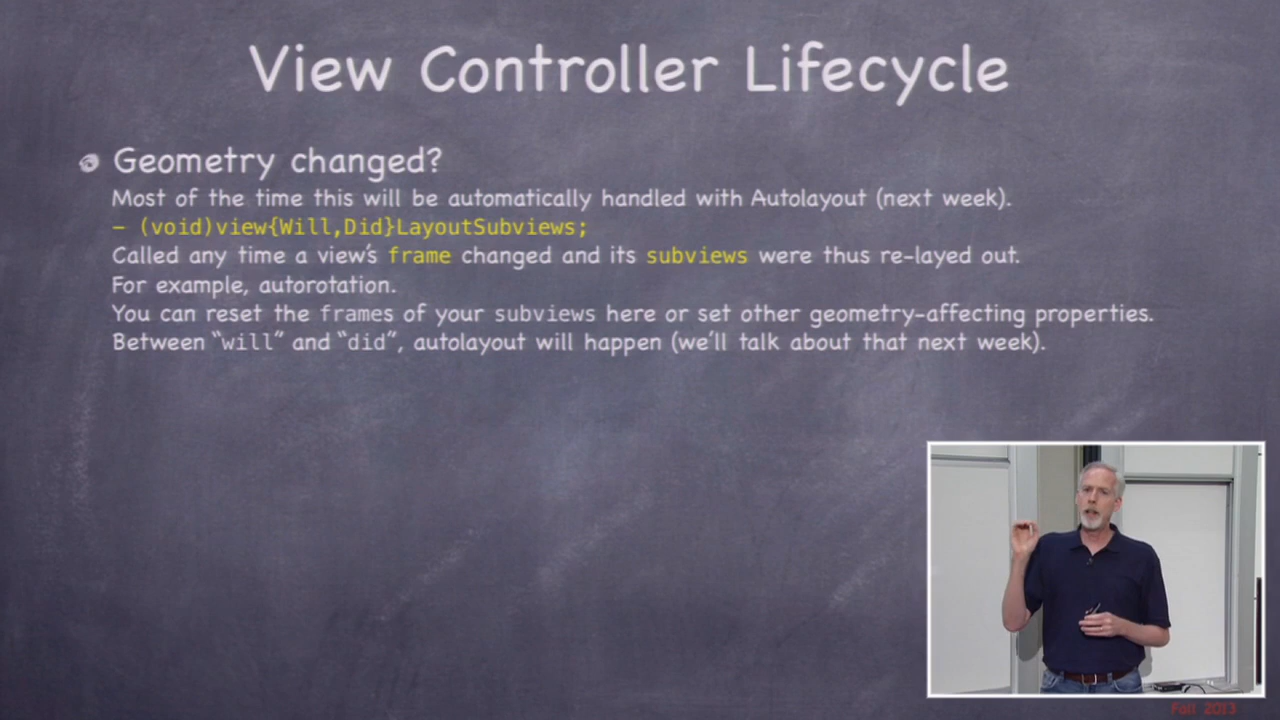 View Controller Lifecycle
Geometry changed?
Most of the time this will be automatically handled with Autolayout (next week).
- (void)view{Will,Did}LayoutSubviews;
Called any time a view's frame changed and its subviews were thus re-layed out.
For example, autorotation.
You can reset the frames of your subviews here or set other geometry-affecting properties.
Between “will” and “did”, autolayout will happen (we'll talk about that next week).
Fall 2013